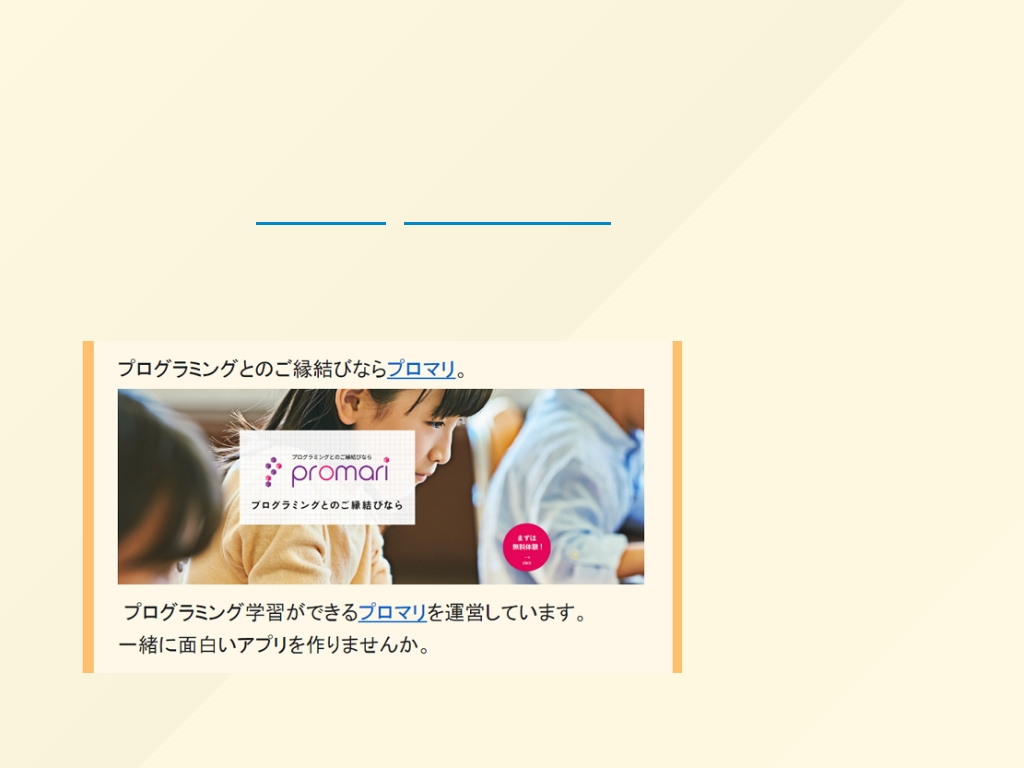 プログラミングとのご縁結びならプロマリ。
プログラミングとのご縁結びなら
promari
プログラミングとのご縁結びなら
まずは
無料体験！
プログラミング学習ができるプロマリを運営しています。
一緒に面白いアプリを作りませんか。